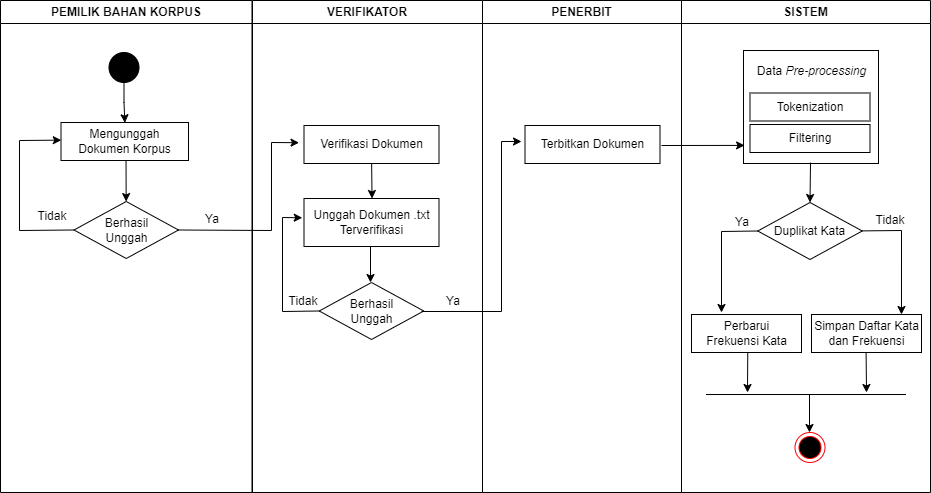 PEMILIK BAHAN KORPUS
VERIFIKATOR
PENERBIT
SISTEM
Mengunggah
Dokumen Korpus
Tidak
Berhasil
Unggah
Ya
Verifikasi Dokumen
Unggah Dokumen .txt
Terverifikasi
Tidak
Berhasil
Unggah
Ya
Terbitkan Dokumen
Data Pre-processing
Tokenization
Filtering
Ya
Duplikat Kata
Tidak
Perbarui
Frekuensi Kata
Simpan Daftar Kata
dan Frekuensi